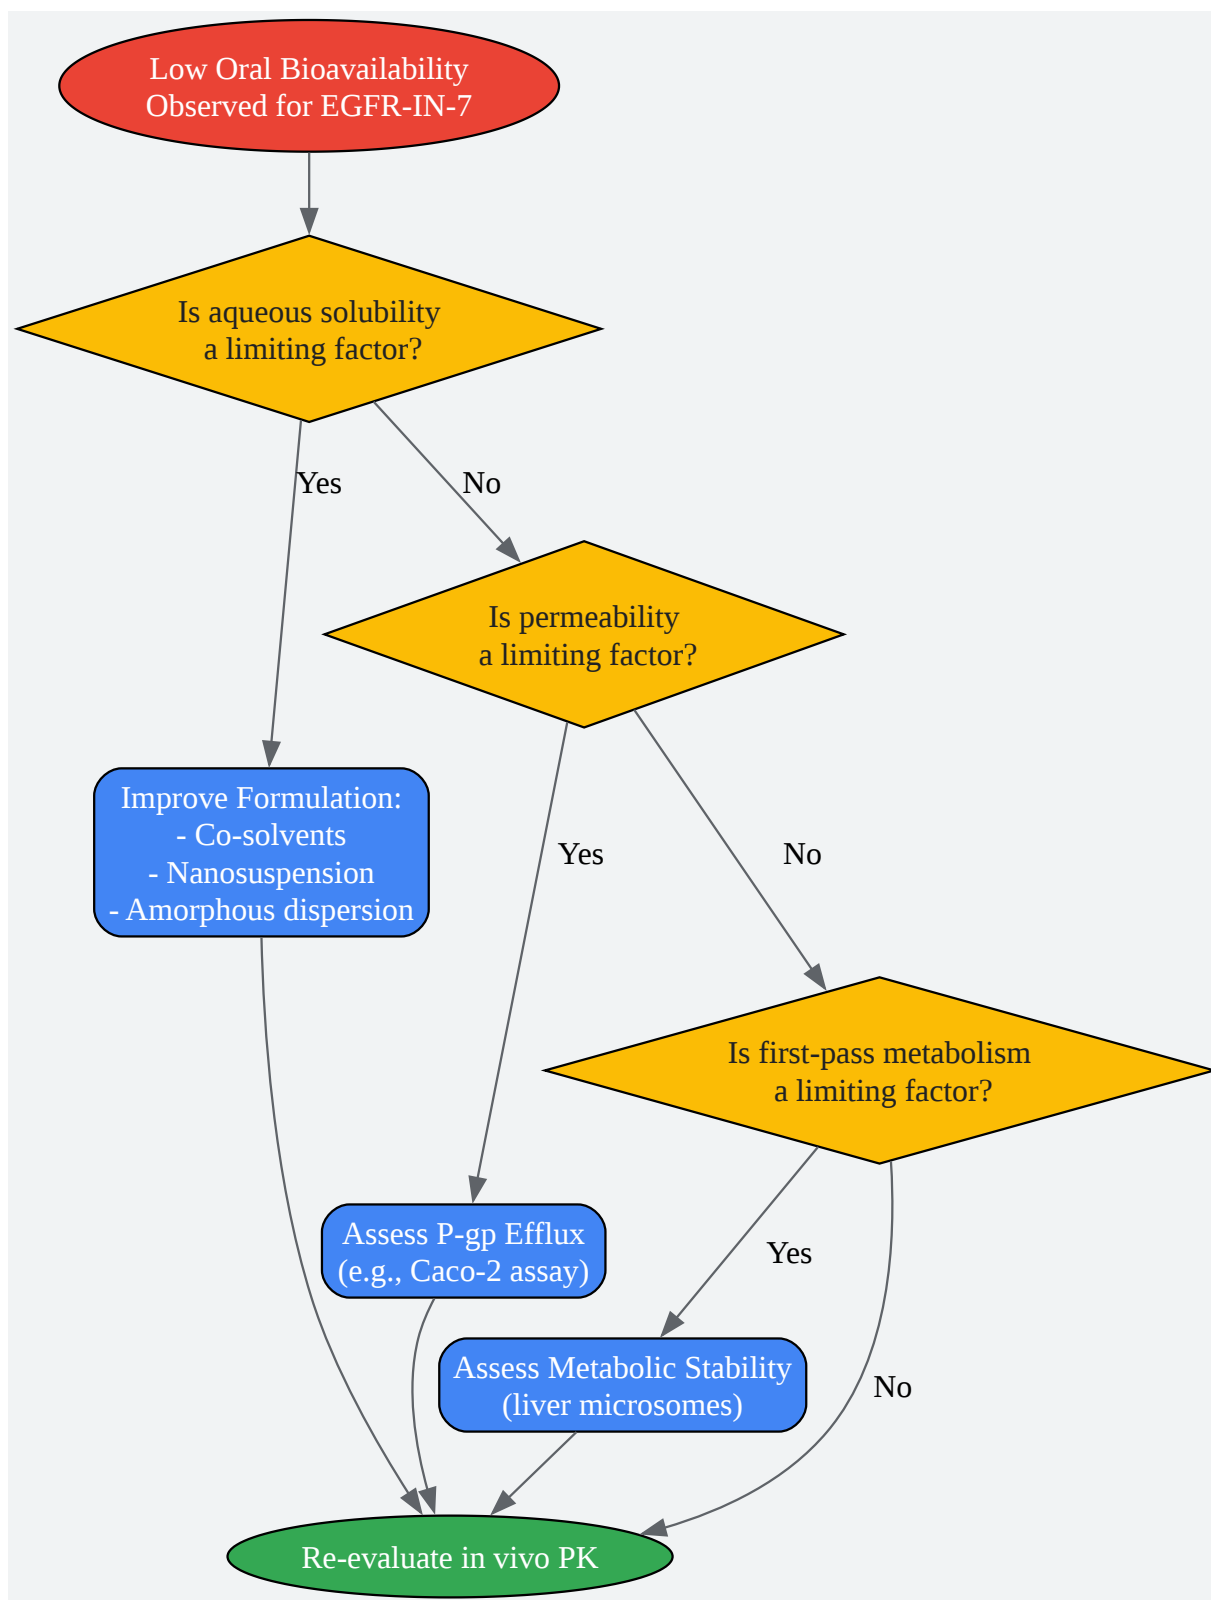 Low Oral Bioavailability
Observed for EGFR-IN-7
Is aqueous solubility
a limiting factor?
Yes
No
Is permeability
a limiting factor?
Improve Formulation:
- Co-solvents
- Nanosuspension
- Amorphous dispersion
Yes
No
Is first-pass metabolism
a limiting factor?
Assess P-gp Efflux
(e.g., Caco-2 assay)
Yes
Assess Metabolic Stability
(liver microsomes)
No
Re-evaluate in vivo PK